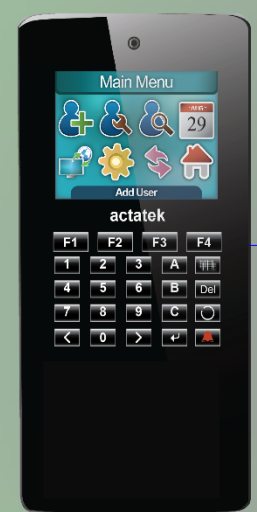 Main Menu
AUG
29
Add User
actatek
F1 F2 F3 F4
1 2 3 A
4 5 6 B Del
7 8 9 C
< 0 > ↵